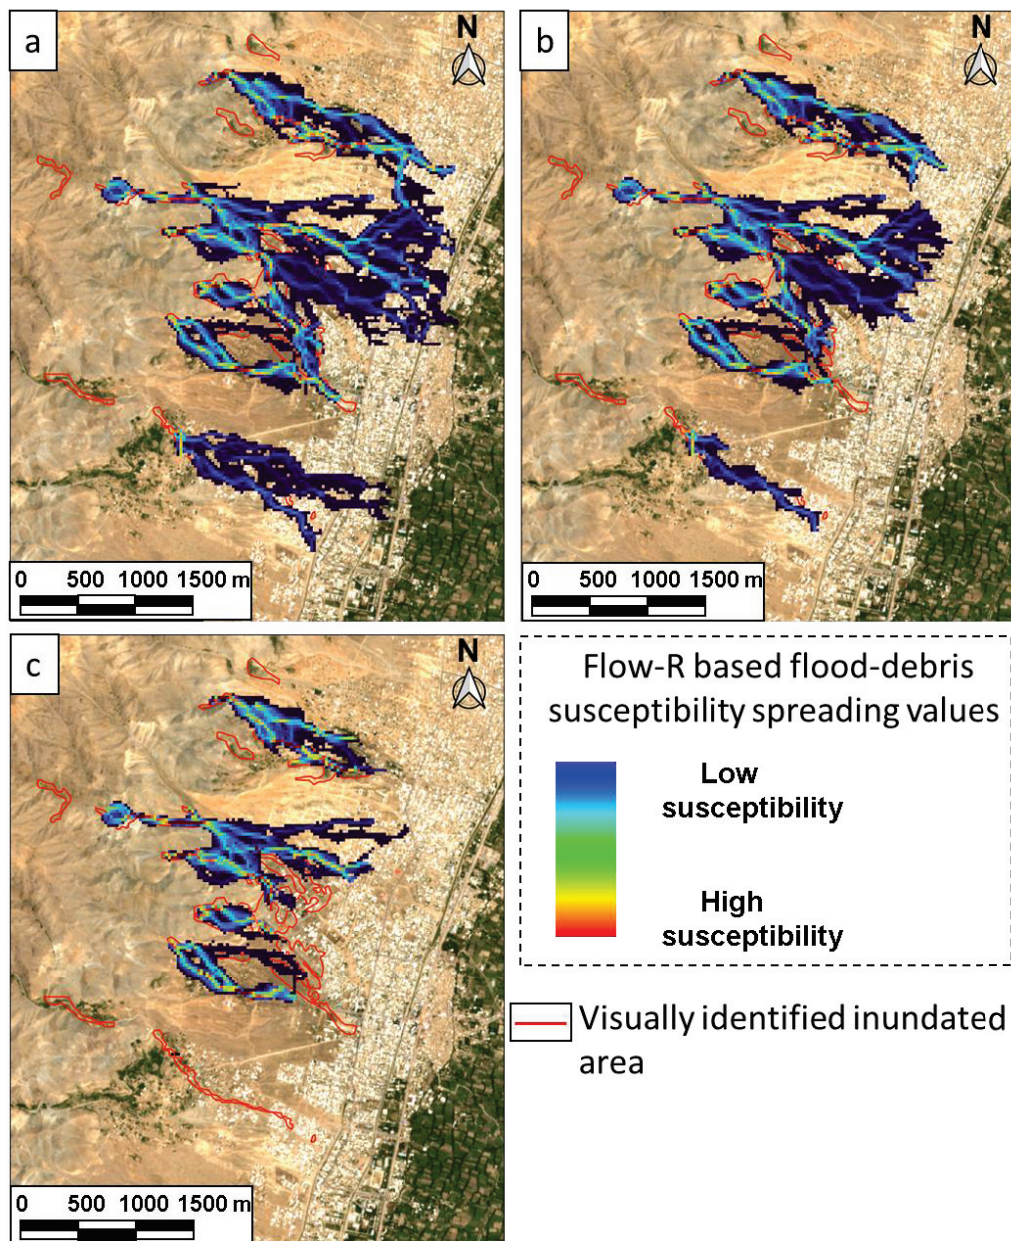 a
N
0 500 1000 1500 m
b
N
0 500 1000 1500 m
c
N
0 500 1000 1500 m
Flow-R based flood-debris
susceptibility spreading values
Low
susceptibility
High
susceptibility
Visually identified inundated
area